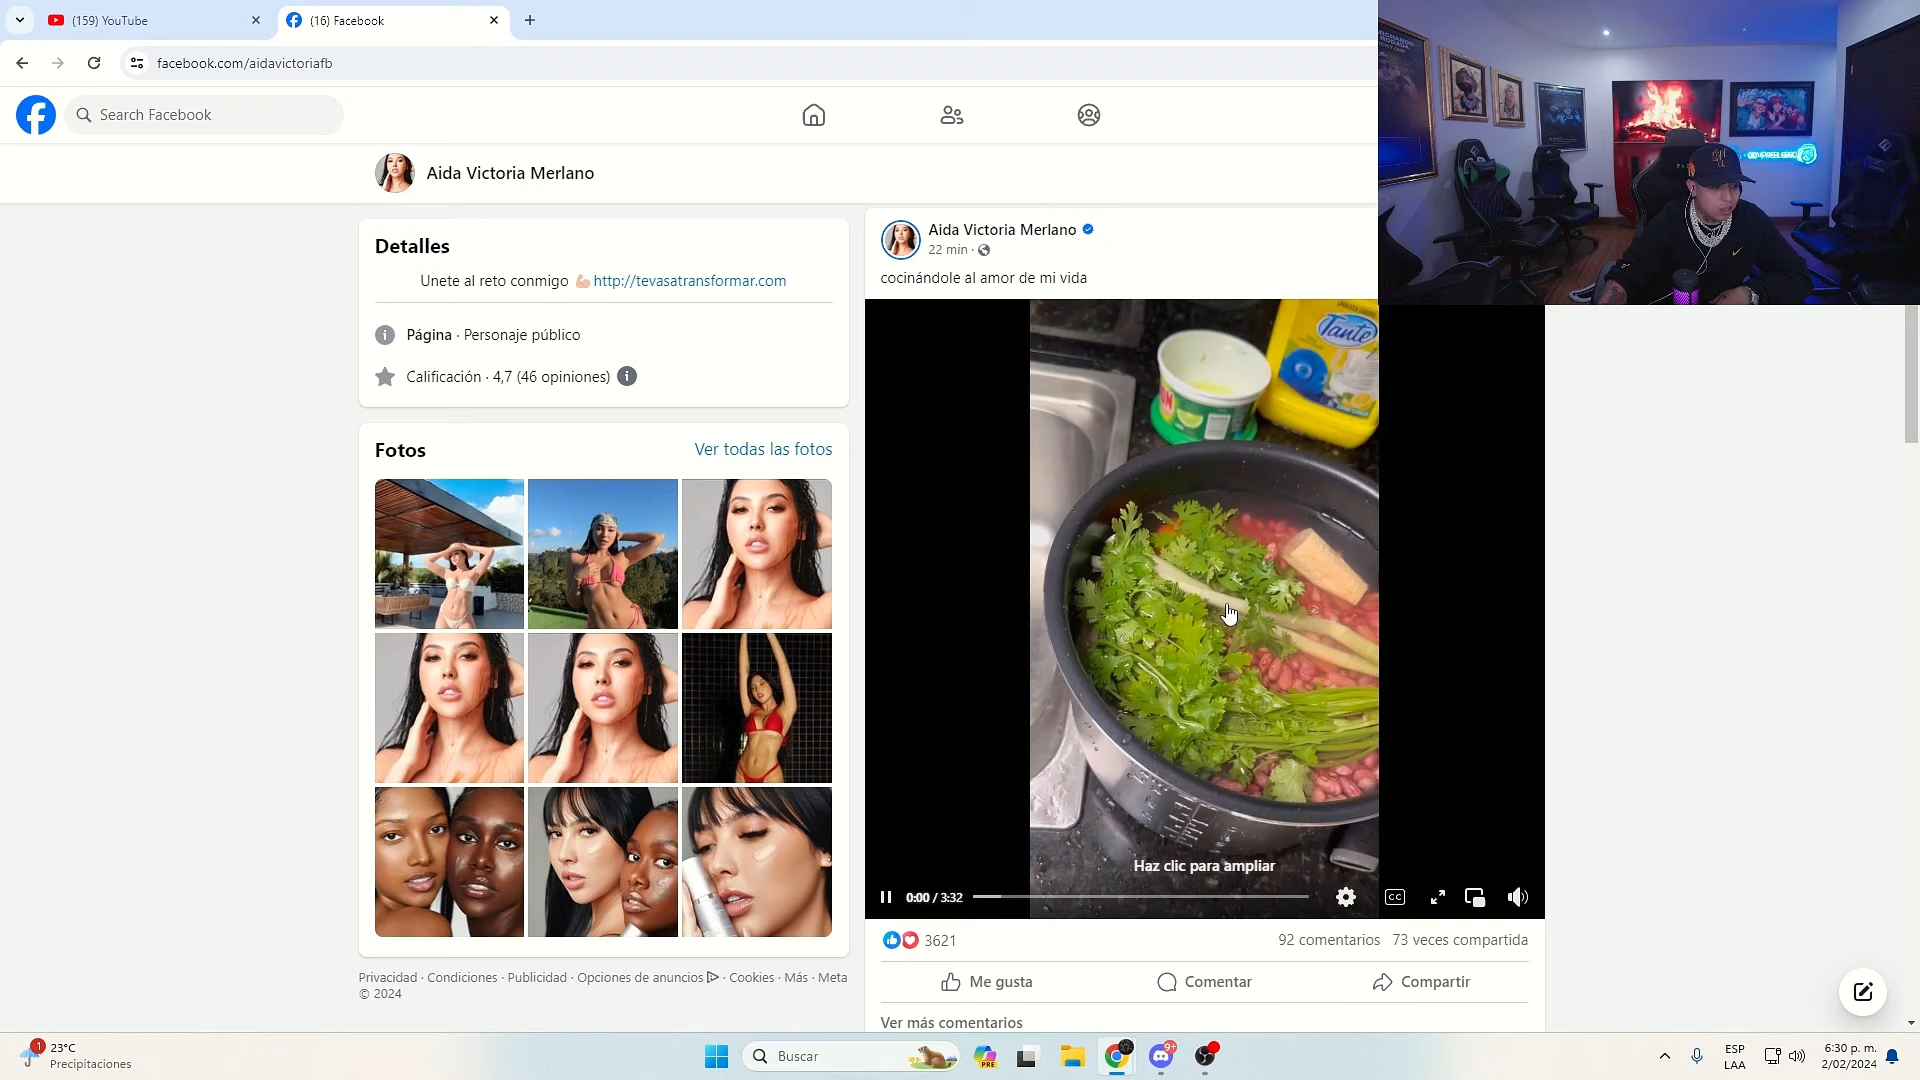 (159) YouTube
(16) Facebook
facebook.com/aidavictoriafb
Search Facebook
Aida Victoria Merlano
Detalles
Unete al reto conmigo 💪🏻 http://tevasatransformar.com
Página · Personaje público
Calificación · 4,7 (46 opiniones)
Fotos
Ver todas las fotos
Privacidad · Condiciones · Publicidad · Opciones de anuncios · Cookies · Más · Meta
© 2024
Aida Victoria Merlano
22 min ·
cocinándole al amor de mi vida
Tante
Haz clic para ampliar
0:00 / 3:32
CC
3621
92 comentarios
73 veces compartida
Me gusta
Comentar
Compartir
Ver más comentarios
1
23°C
Precipitaciones
Buscar
PRE
9+
ESP
LAA
6:30 p. m.
2/02/2024